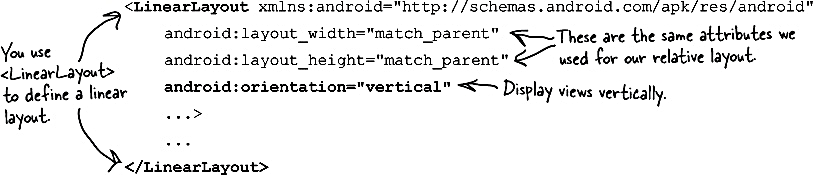 <LinearLayout xmlns:android="http://schemas.android.com/apk/res/android"
android:layout_width="match_parent"
android:layout_height="match_parent"
android:orientation="vertical"
...>
...
</LinearLayout>
You use
<LinearLayout>
to define a linear
layout.
These are the same attributes we
used for our relative layout.
Display views vertically.